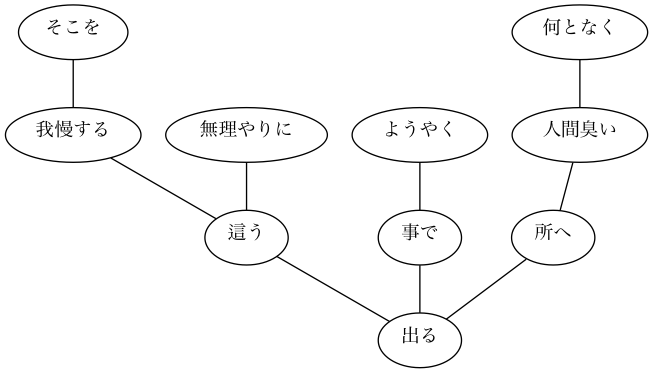 そこを
何となく
我慢する
無理やりに
ようやく
人間臭い
這う
事で
所へ
出る